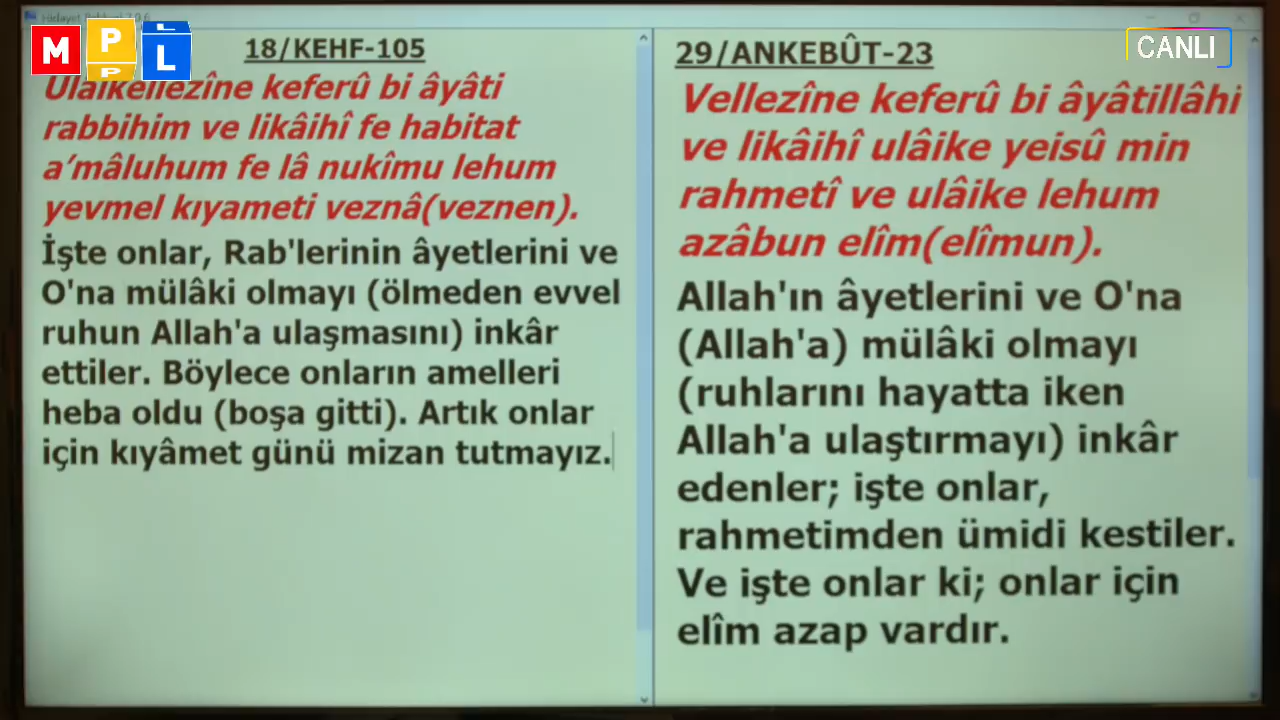 Hidayet Rehberi 7.0.6
M P L
P
CANLI
18/KEHF-105
Ulâikellezîne keferû bi âyâti
rabbihim ve likâihî fe habitat
a’mâluhum fe lâ nukîmu lehum
yevmel kıyameti veznâ(veznen).
İşte onlar, Rab'lerinin âyetlerini ve
O'na mülâki olmayı (ölmeden evvel
ruhun Allah'a ulaşmasını) inkâr
ettiler. Böylece onların amelleri
heba oldu (boşa gitti). Artık onlar
için kıyâmet günü mizan tutmayız.
29/ANKEBÛT-23
Vellezîne keferû bi âyâtillâhi
ve likâihî ulâike yeisû min
rahmetî ve ulâike lehum
azâbun elîm(elîmun).
Allah'ın âyetlerini ve O'na
(Allah'a) mülâki olmayı
(ruhlarını hayatta iken
Allah'a ulaştırmayı) inkâr
edenler; işte onlar,
rahmetimden ümidi kestiler.
Ve işte onlar ki; onlar için
elîm azap vardır.